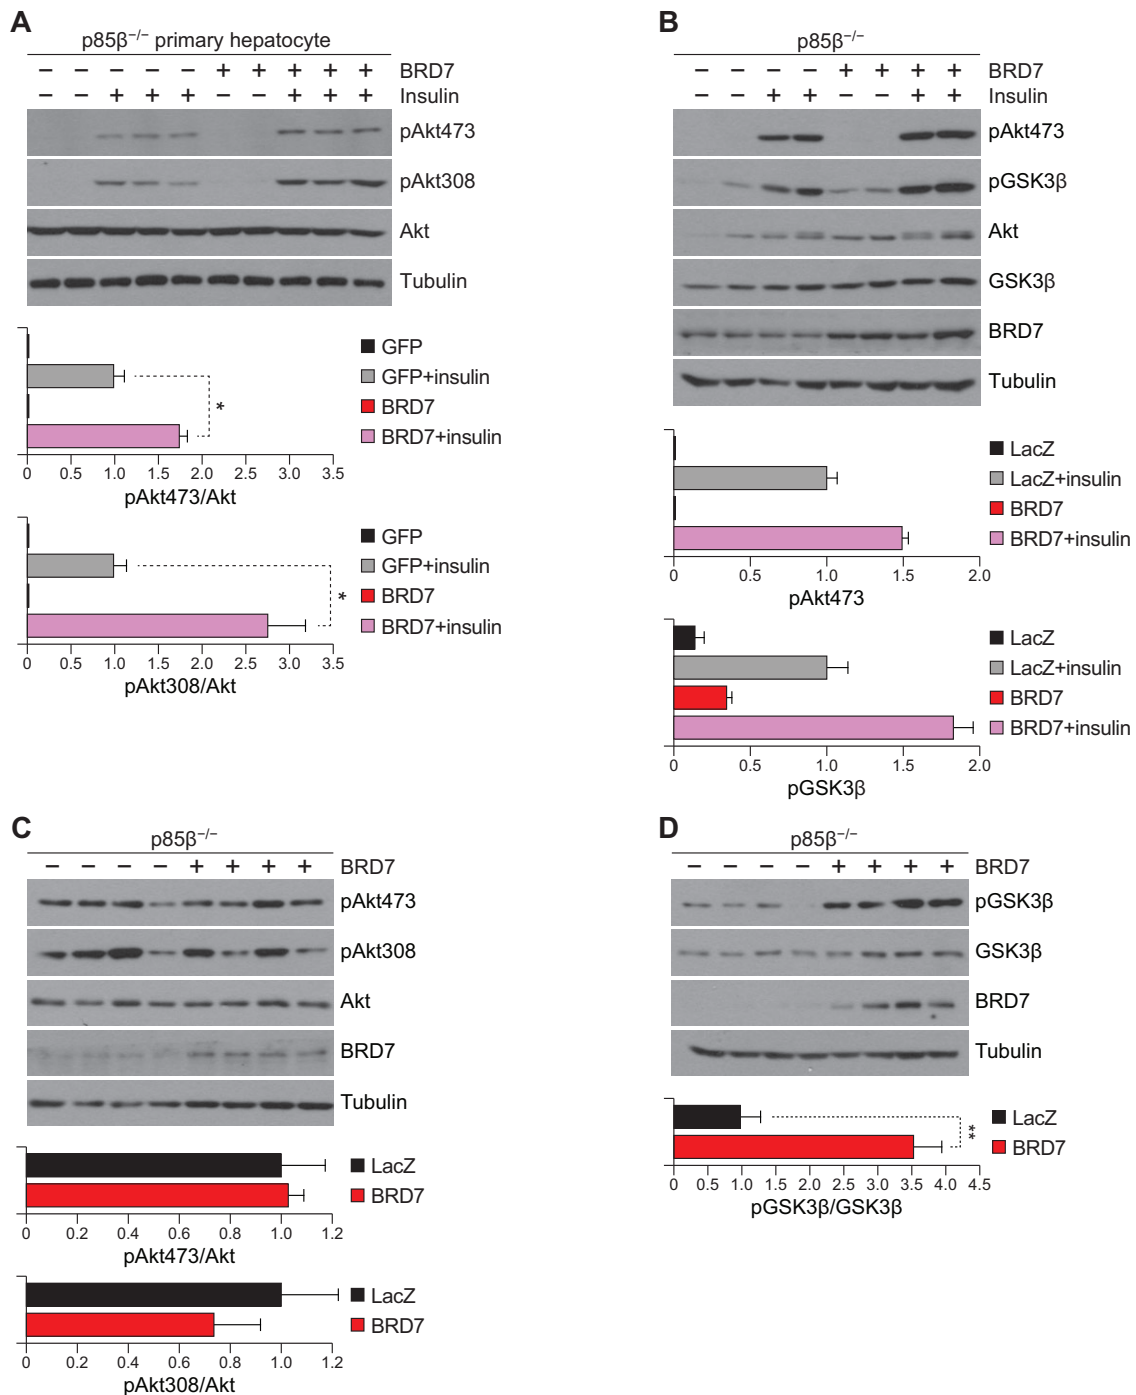 A
p85β−/− primary hepatocyte
− − − − − + + + + + BRD7
− − + + + − − + + + Insulin
pAkt473
pAkt308
Akt
Tubulin
GFP
GFP+insulin
BRD7
BRD7+insulin
*
0 0.5 1.0 1.5 2.0 2.5 3.0 3.5
pAkt473/Akt
GFP
GFP+insulin
BRD7
BRD7+insulin
*
0 0.5 1.0 1.5 2.0 2.5 3.0 3.5
pAkt308/Akt
B
p85β−/−
− − − − + + + + BRD7
− − + + − − + + Insulin
pAkt473
pGSK3β
Akt
GSK3β
BRD7
Tubulin
LacZ
LacZ+insulin
BRD7
BRD7+insulin
0 0.5 1.0 1.5 2.0
pAkt473
LacZ
LacZ+insulin
BRD7
BRD7+insulin
0 0.5 1.0 1.5 2.0
pGSK3β
C
p85β−/−
− − − − + + + + BRD7
pAkt473
pAkt308
Akt
BRD7
Tubulin
LacZ
BRD7
0 0.2 0.4 0.6 0.8 1.0 1.2
pAkt473/Akt
LacZ
BRD7
0 0.2 0.4 0.6 0.8 1.0 1.2
pAkt308/Akt
D
p85β−/−
− − − − + + + + BRD7
pGSK3β
GSK3β
BRD7
Tubulin
LacZ
BRD7
**
0 0.5 1.0 1.5 2.0 2.5 3.0 3.5 4.0 4.5
pGSK3β/GSK3β